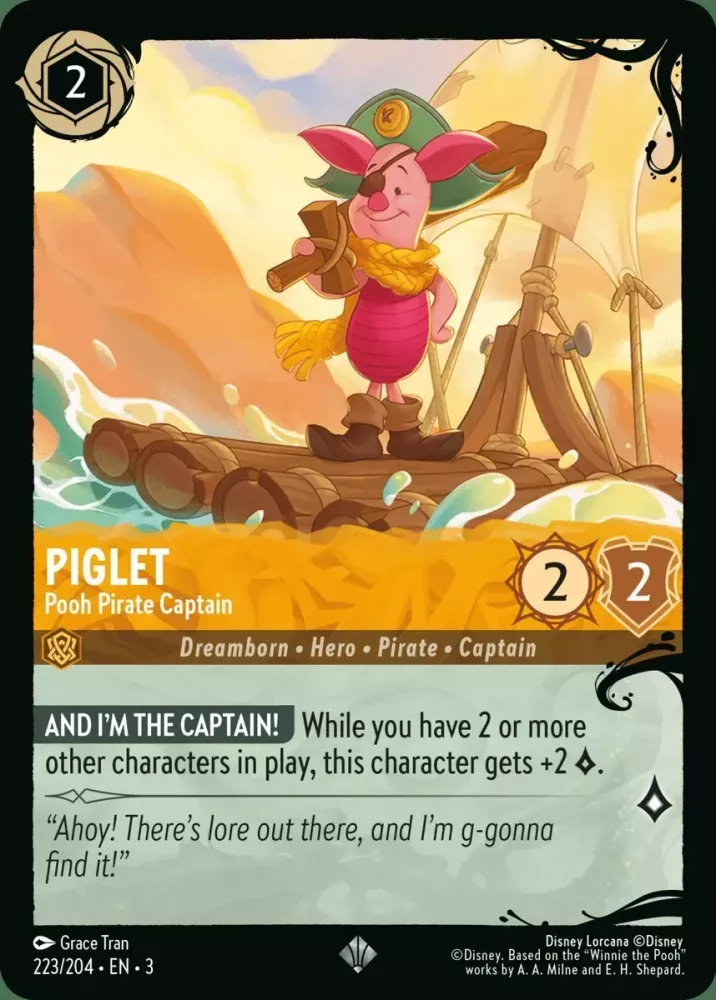 2
PIGLET
Pooh Pirate Captain
2
2
Dreamborn • Hero • Pirate • Captain
AND I'M THE CAPTAIN! While you have 2 or more
other characters in play, this character gets +2 ⟡.
“Ahoy! There's lore out there, and I'm g-gonna
find it!”
Grace Tran
223/204 • EN • 3
Disney Lorcana ©Disney
©Disney. Based on the “Winnie the Pooh”
works by A. A. Milne and E. H. Shepard.